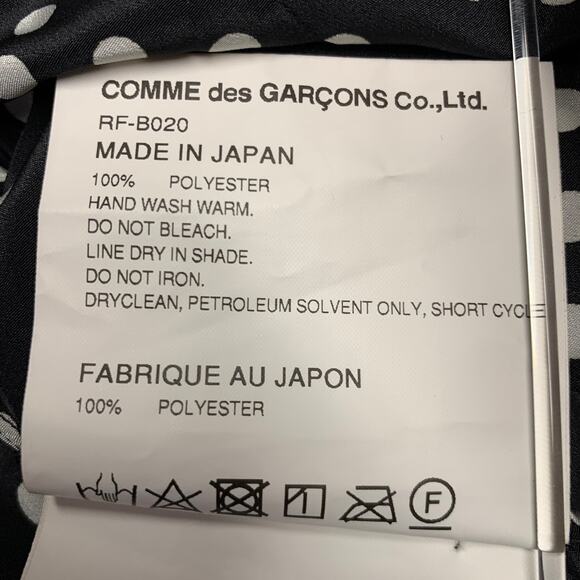 COMME des GARÇONS Co.,Ltd.
RF-B020
MADE IN JAPAN
100% POLYESTER
HAND WASH WARM.
DO NOT BLEACH.
LINE DRY IN SHADE.
DO NOT IRON.
DRYCLEAN, PETROLEUM SOLVENT ONLY, SHORT CYCLE
FABRIQUE AU JAPON
100% POLYESTER
F